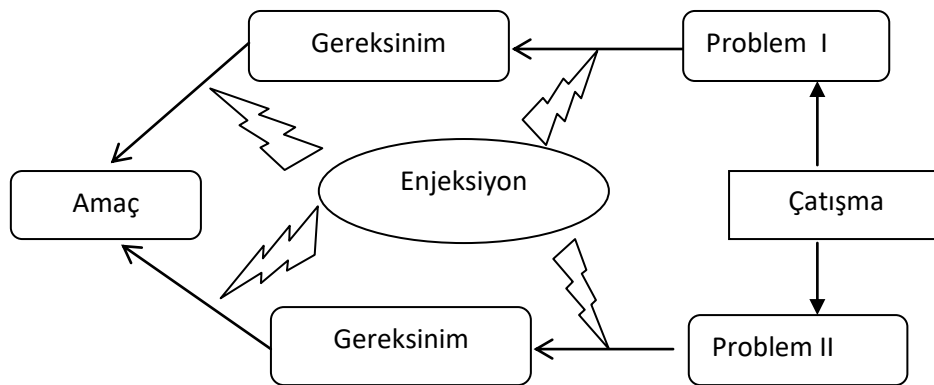 Gereksinim
Problem I
Enjeksiyon
Amaç
Çatışma
Gereksinim
Problem II